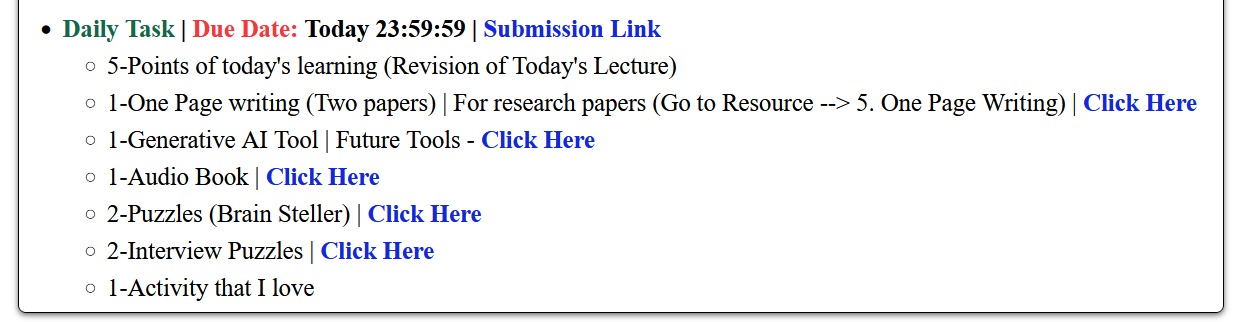 Daily Task | Due Date: Today 23:59:59 | Submission Link
5-Points of today's learning (Revision of Today's Lecture)
1-One Page writing (Two papers) | For research papers (Go to Resource --> 5. One Page Writing) | Click Here
1-Generative AI Tool | Future Tools - Click Here
1-Audio Book | Click Here
2-Puzzles (Brain Steller) | Click Here
2-Interview Puzzles | Click Here
1-Activity that I love